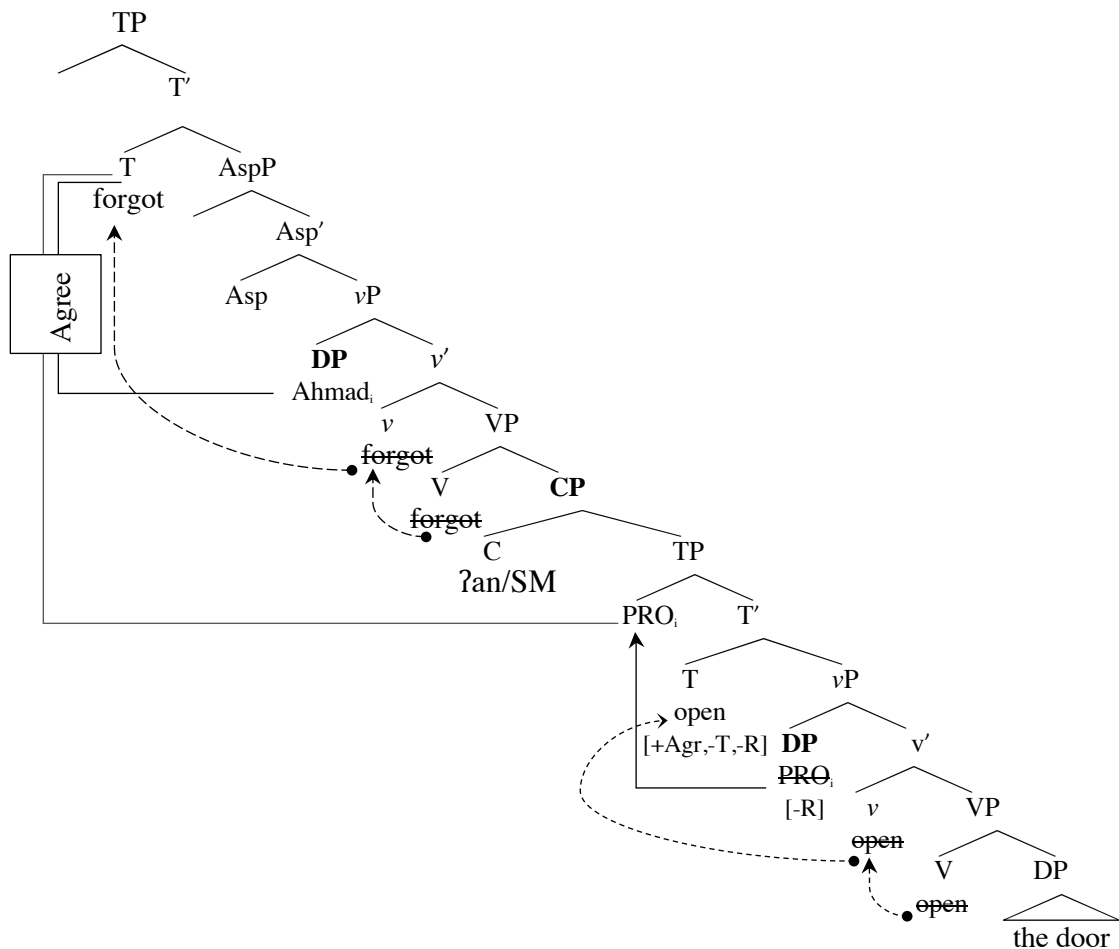 TP
T′
T AspP
forgot
Asp′
Agree
Asp vP
DP v′
Ahmadᵢ
v VP
forgot
V CP
forgot
C TP
ʔan/SM
PROᵢ T′
T vP
open
[+Agr,-T,-R] DP v′
PROᵢ
[-R] v VP
open
V DP
open
the door